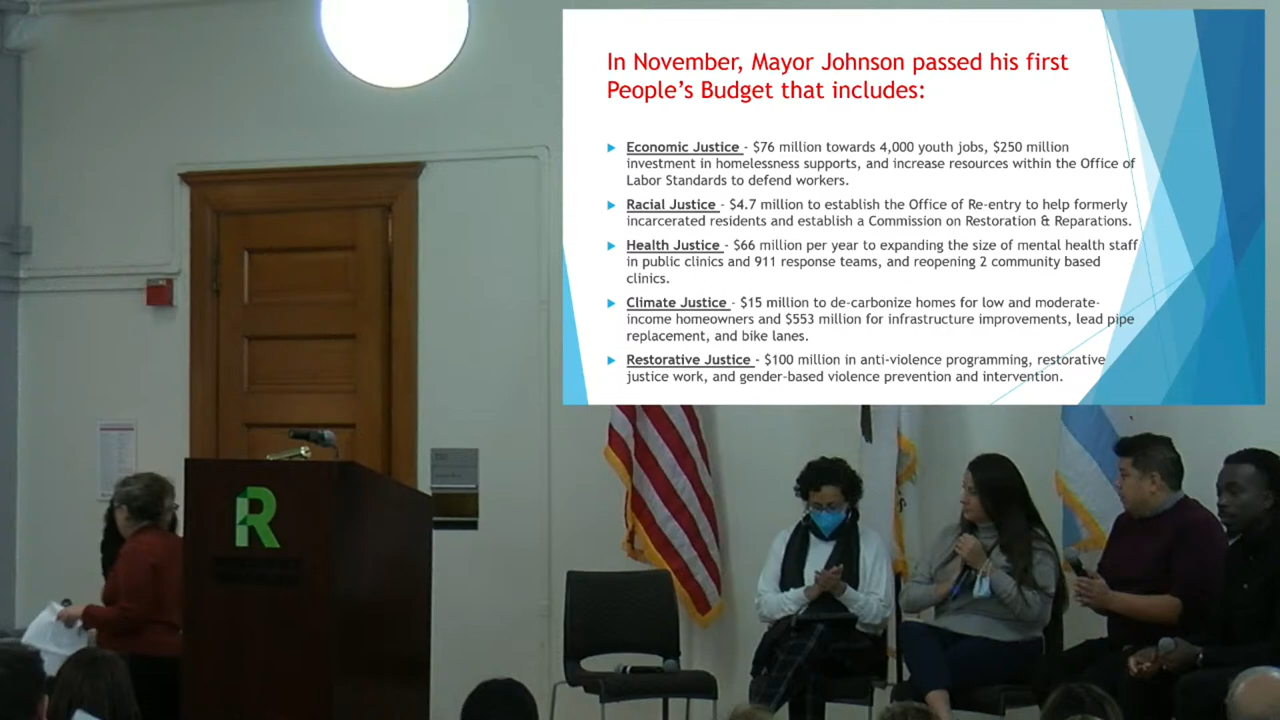 In November, Mayor Johnson passed his first
People's Budget that includes:
Economic Justice - $76 million towards 4,000 youth jobs, $250 million
investment in homelessness supports, and increase resources within the Office of
Labor Standards to defend workers.
Racial Justice - $4.7 million to establish the Office of Re-entry to help formerly
incarcerated residents and establish a Commission on Restoration & Reparations.
Health Justice - $66 million per year to expanding the size of mental health staff
in public clinics and 911 response teams, and reopening 2 community based
clinics.
Climate Justice - $15 million to de-carbonize homes for low and moderate-
income homeowners and $553 million for infrastructure improvements, lead pipe
replacement, and bike lanes.
Restorative Justice - $100 million in anti-violence programming, restorative
justice work, and gender-based violence prevention and intervention.
R